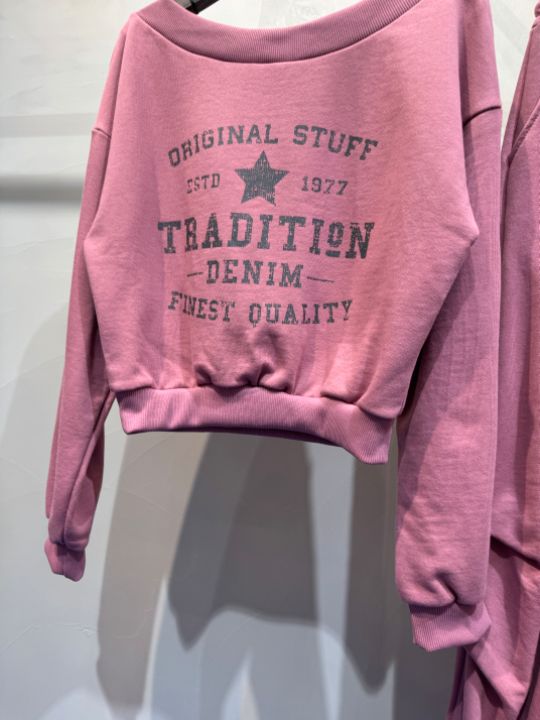 ORIGINAL STUFF
ESTD 1977
TRADITION
DENIM
FINEST QUALITY